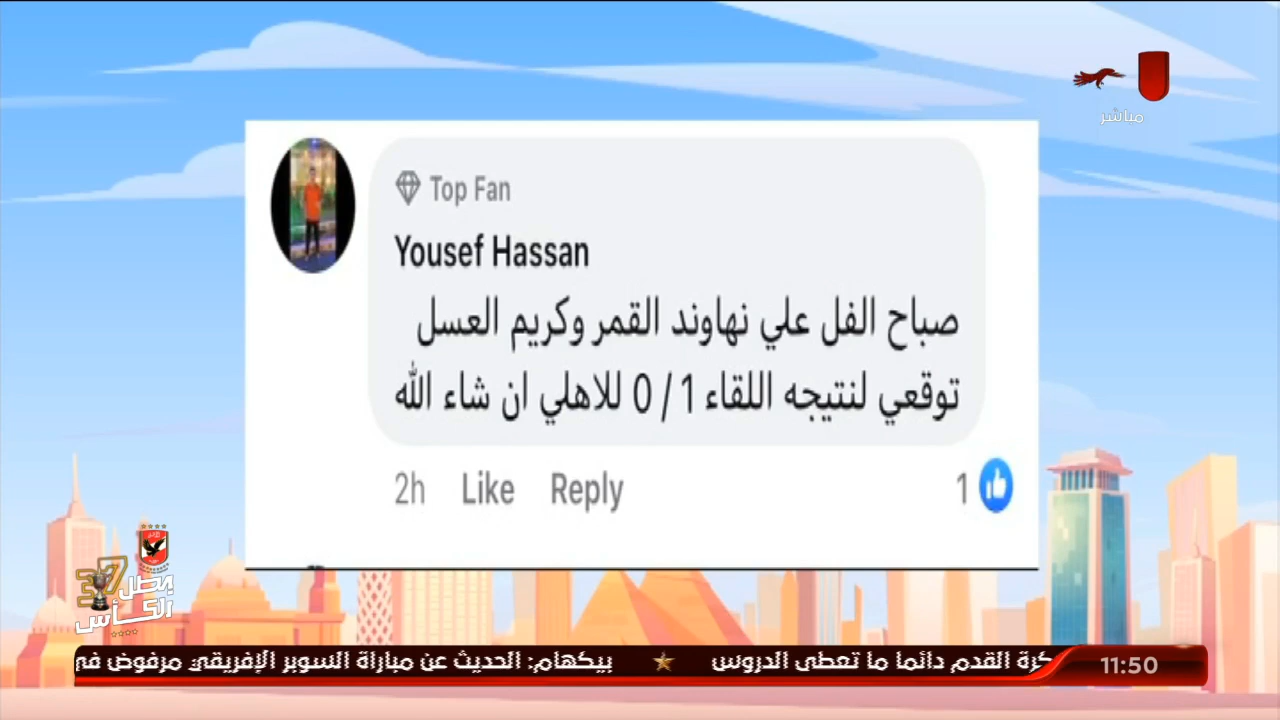 مباشر
Top Fan
Yousef Hassan
صباح الفل علي نهاوند القمر وكريم العسل
توقعي لنتيجه اللقاء 1 / 0 للاهلي ان شاء الله
2h Like Reply 1
37
بطل
الكأس
كرة القدم دائما ما تعطى الدروس ★ بيكهام: الحديث عن مباراة السوبر الإفريقي مرفوض فى
11:50